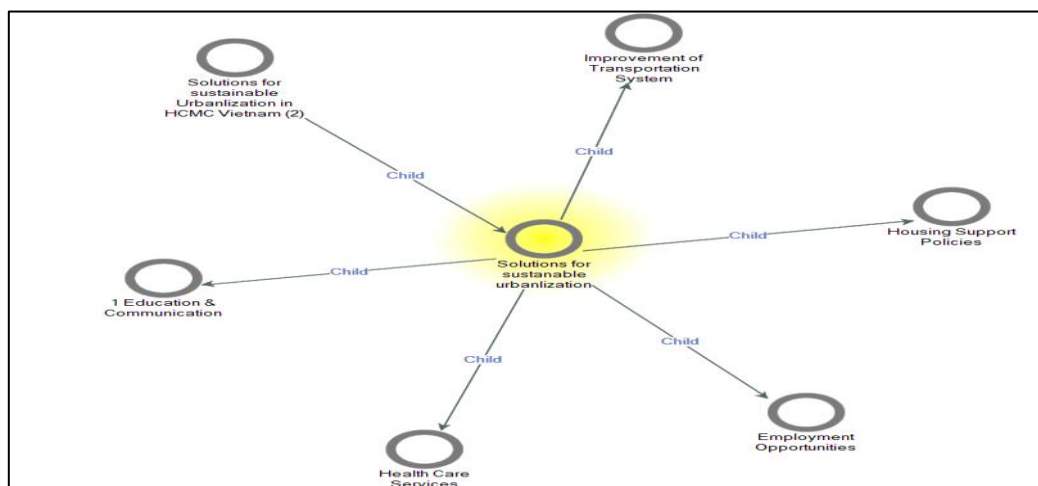 Solutions for
sustainable
Urbanlization in
HCMC Vietnam (2)
Improvement of
Transportation
System
Child
Child
Housing Support
Policies
Child
Solutions for
sustanable
urbanlization
Child
1 Education &
Communication
Child
Child
Employment
Opportunities
Health Care
Services